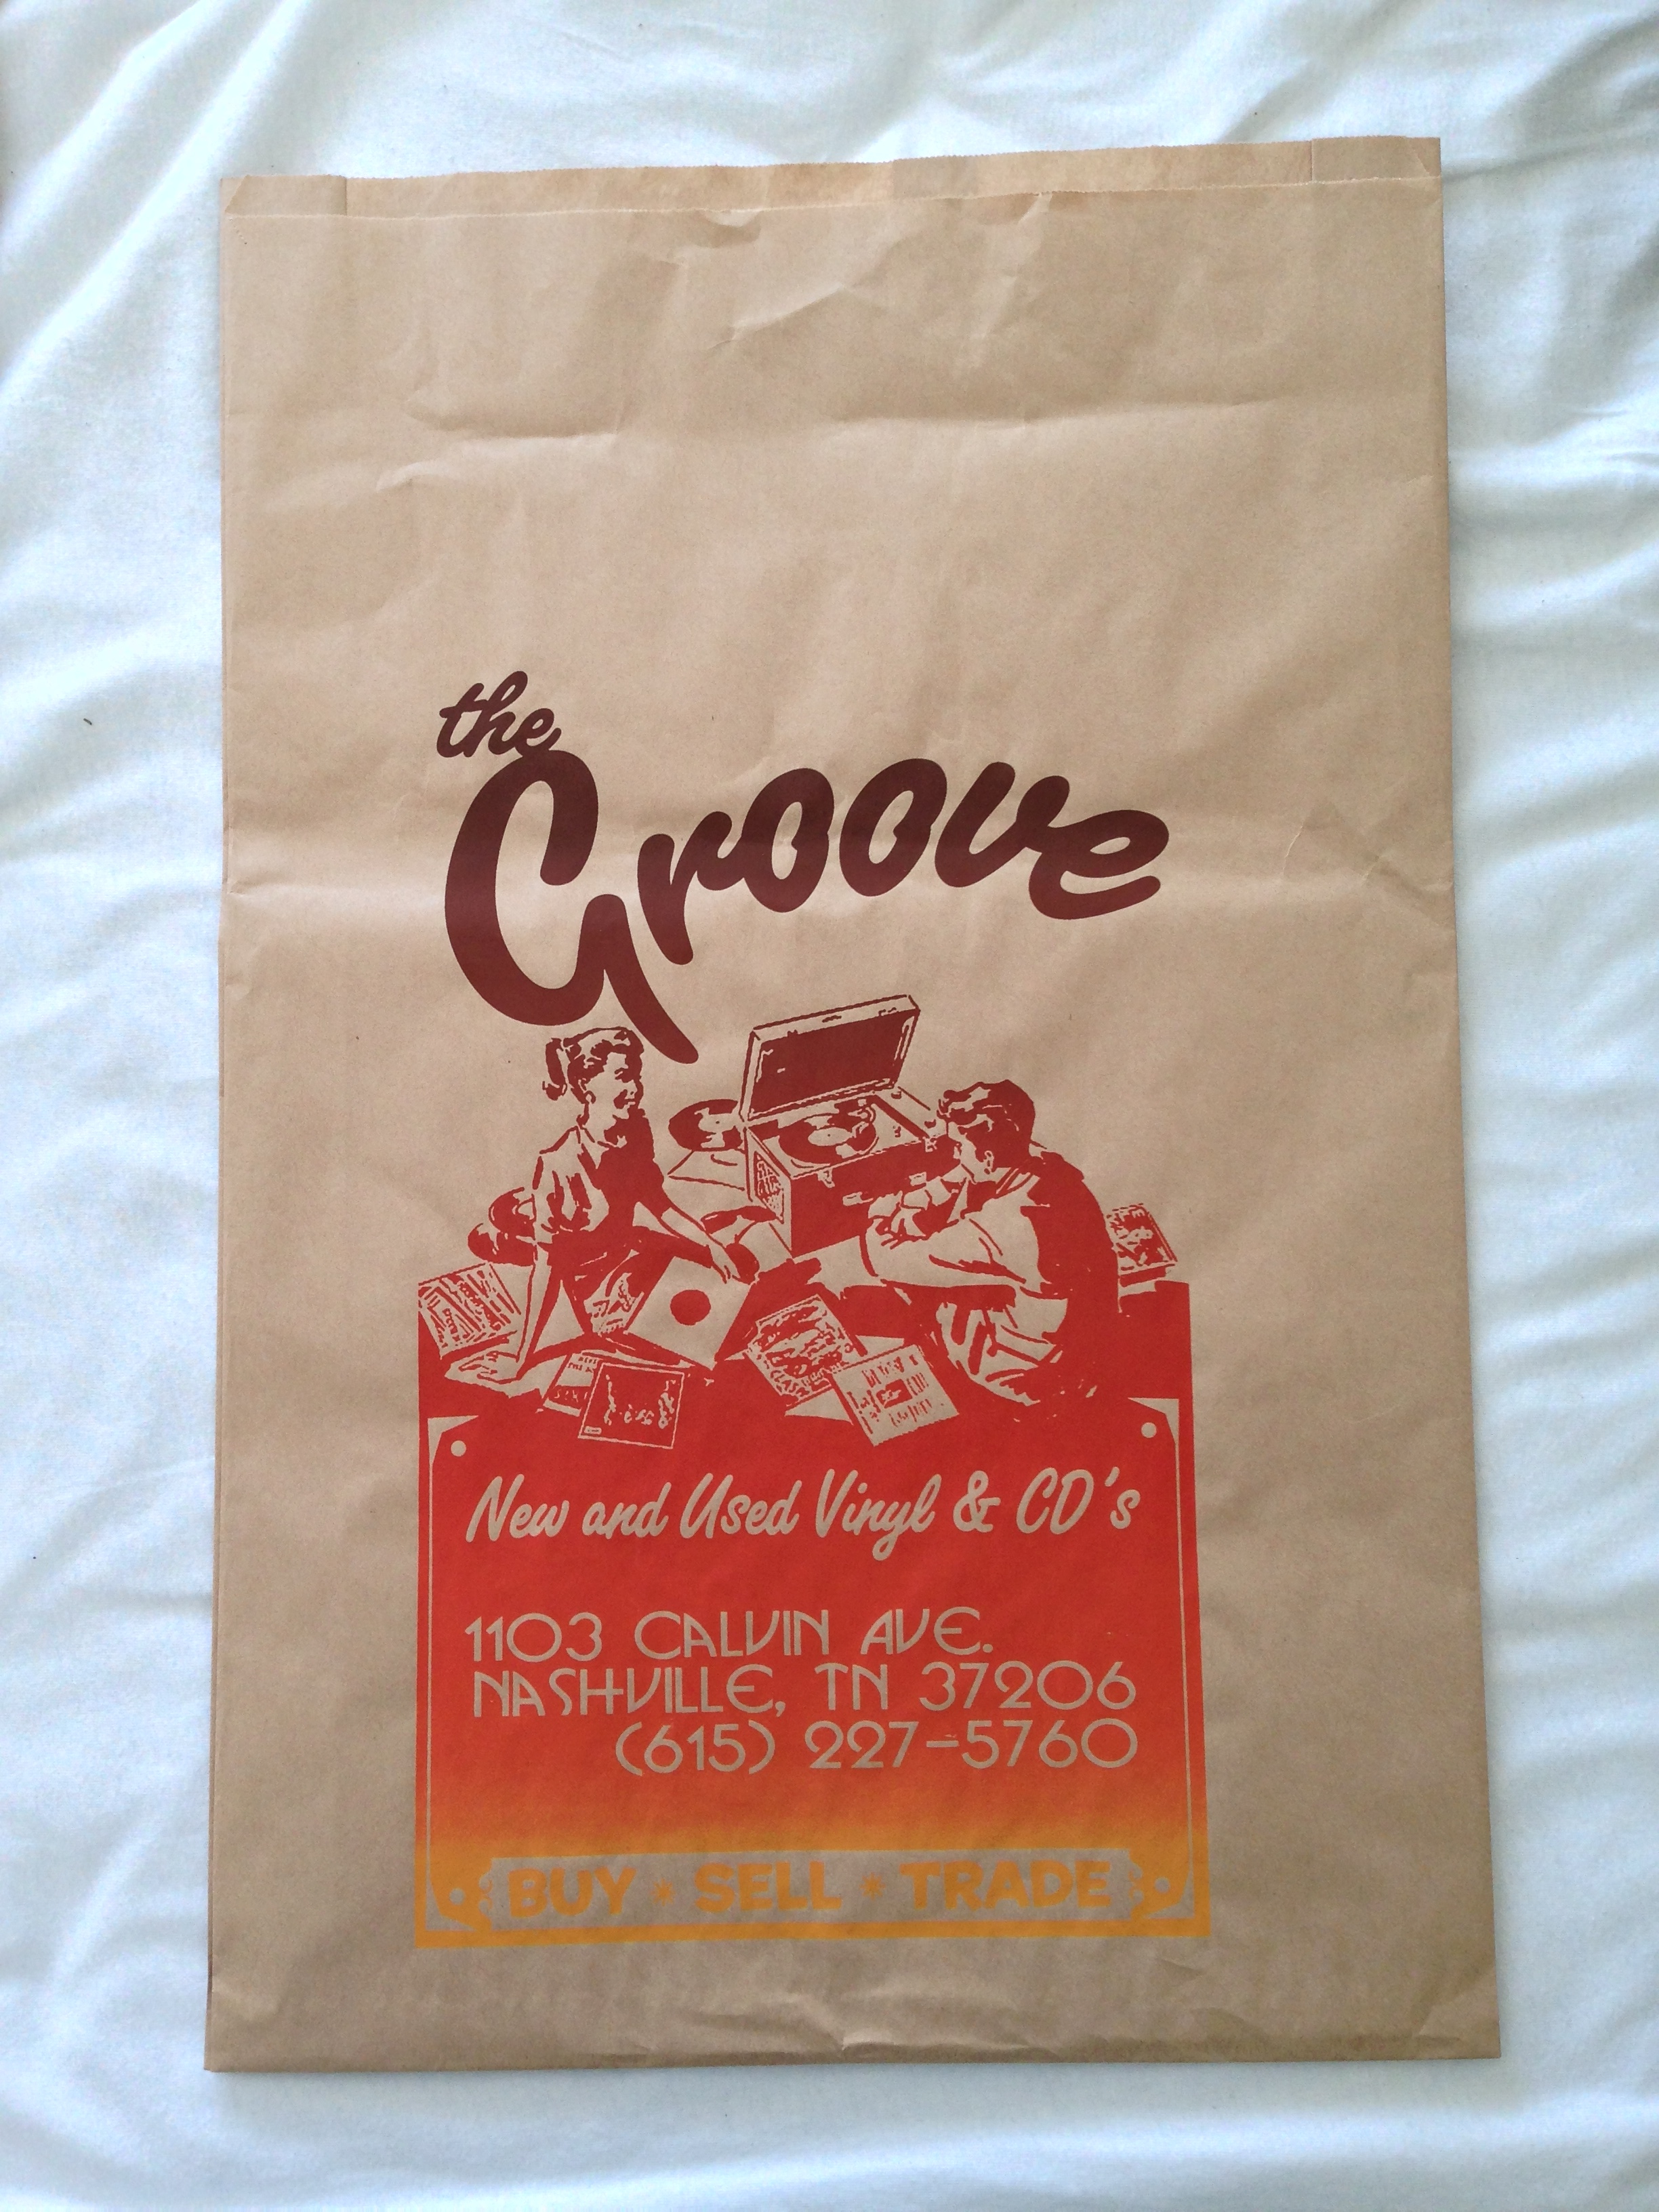 the
Groove
New and Used Vinyl & CD's
1103 CALVIN AVE.
NASHVILLE, TN 37206
(615) 227-5760
BUY * SELL * TRADE